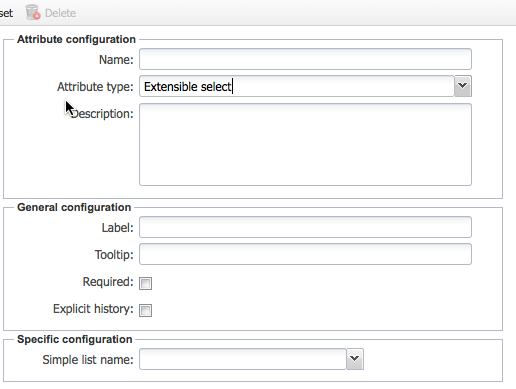 set Delete
Attribute configuration
Name:
Attribute type: Extensible select
Description:
General configuration
Label:
Tooltip:
Required:
Explicit history:
Specific configuration
Simple list name: